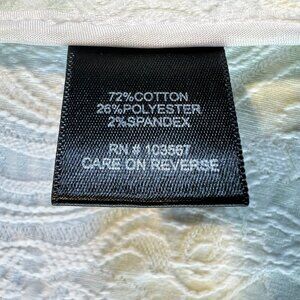 72%COTTON
26%POLYESTER
2%SPANDEX
RN # 103567
CARE ON REVERSE